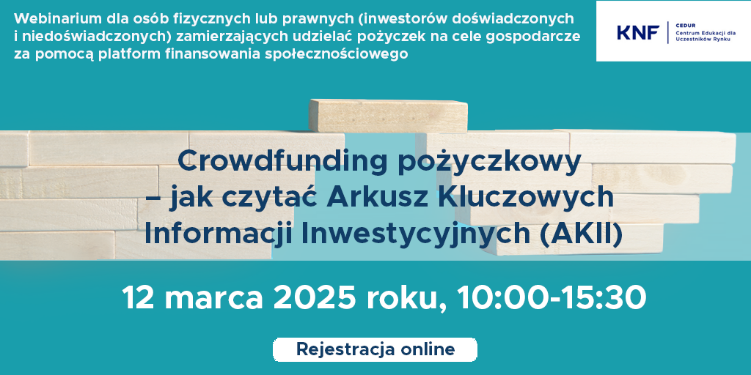 Webinarium dla osób fizycznych lub prawnych (inwestorów doświadczonych
i niedoświadczonych) zamierzających udzielać pożyczek na cele gospodarcze
za pomocą platform finansowania społecznościowego
KNF
CEDUR
Centrum Edukacji dla
Uczestników Rynku
Crowdfunding pożyczkowy
– jak czytać Arkusz Kluczowych
Informacji Inwestycyjnych (AKII)
12 marca 2025 roku, 10:00-15:30
Rejestracja online